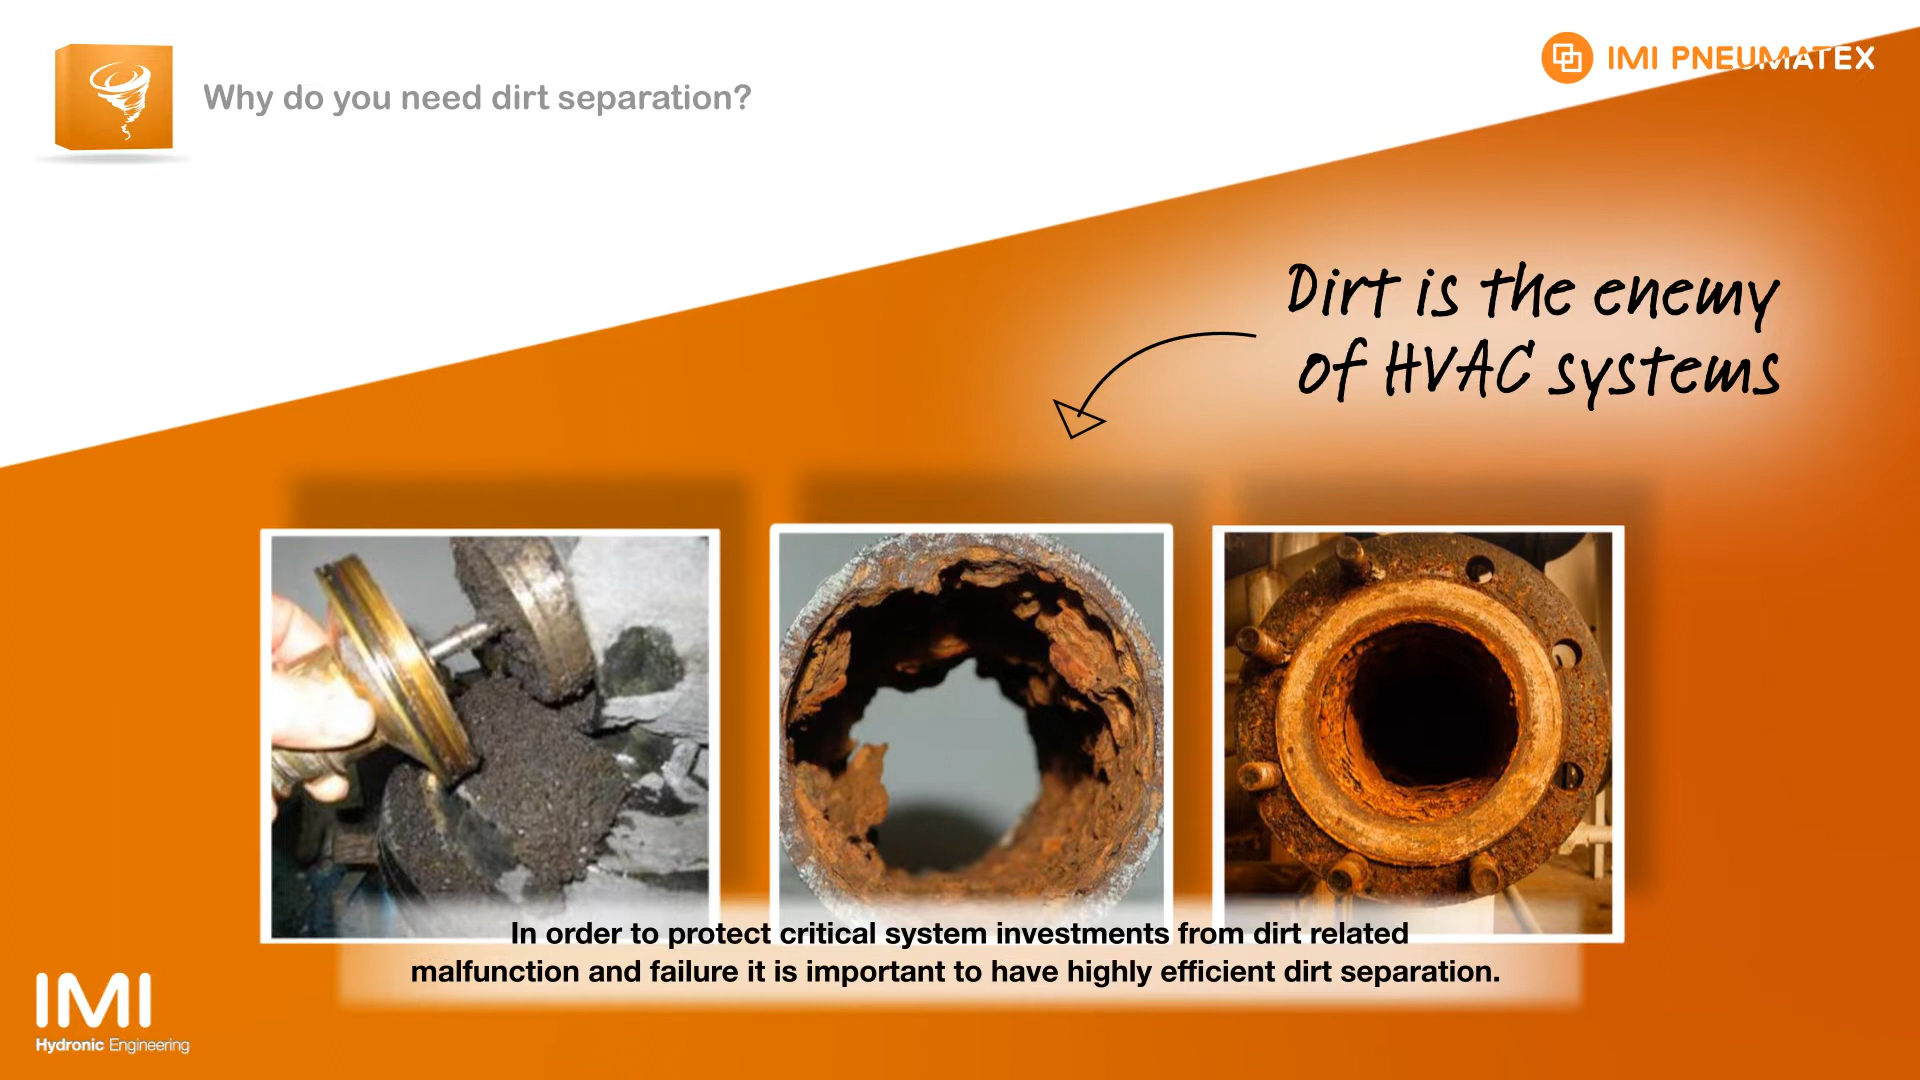 Why do you need dirt separation?
IMI PNEUMATEX
Dirt is the enemy
of HVAC systems
In order to protect critical system investments from dirt related
malfunction and failure it is important to have highly efficient dirt separation.
IMI
Hydronic Engineering